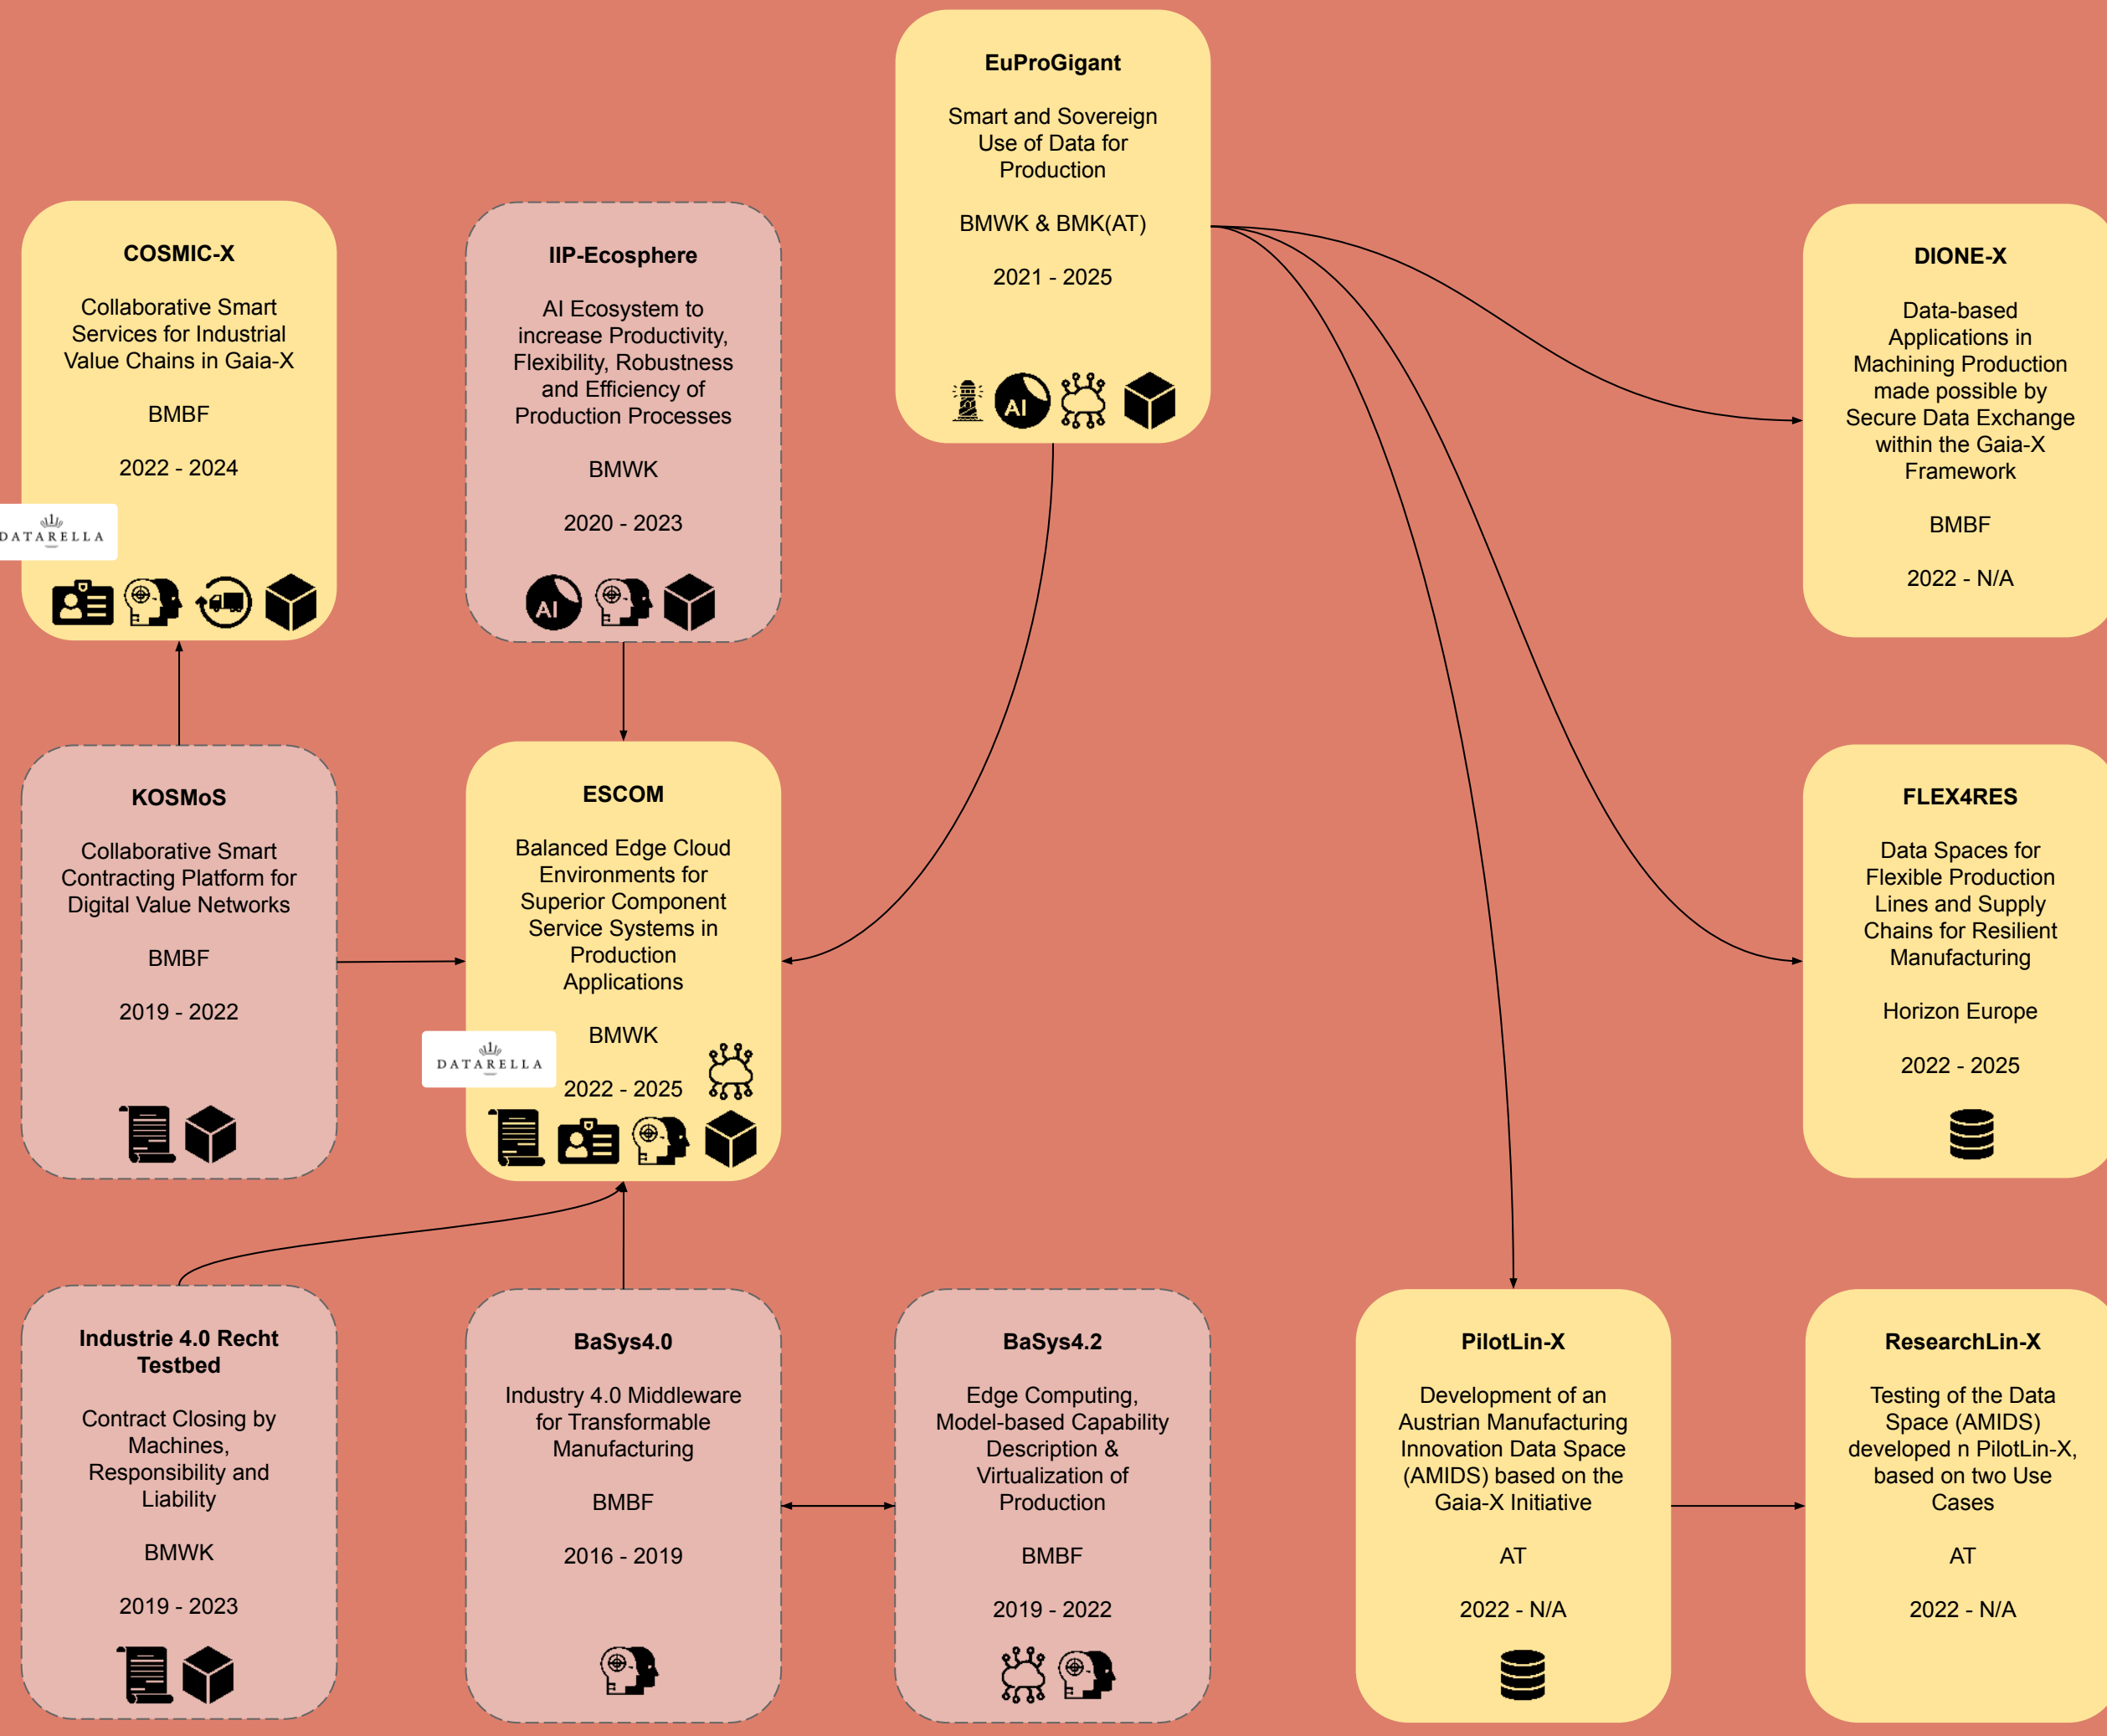 EuProGigant
Smart and Sovereign
Use of Data for
Production
BMWK & BMK(AT)
2021 - 2025
AI
COSMIC-X
Collaborative Smart
Services for Industrial
Value Chains in Gaia-X
BMBF
2022 - 2024
DATARELLA
IIP-Ecosphere
AI Ecosystem to
increase Productivity,
Flexibility, Robustness
and Efficiency of
Production Processes
BMWK
2020 - 2023
AI
DIONE-X
Data-based
Applications in
Machining Production
made possible by
Secure Data Exchange
within the Gaia-X
Framework
BMBF
2022 - N/A
KOSMoS
Collaborative Smart
Contracting Platform for
Digital Value Networks
BMBF
2019 - 2022
ESCOM
Balanced Edge Cloud
Environments for
Superior Component
Service Systems in
Production
Applications
BMWK
2022 - 2025
DATARELLA
FLEX4RES
Data Spaces for
Flexible Production
Lines and Supply
Chains for Resilient
Manufacturing
Horizon Europe
2022 - 2025
Industrie 4.0 Recht
Testbed
Contract Closing by
Machines,
Responsibility and
Liability
BMWK
2019 - 2023
BaSys4.0
Industry 4.0 Middleware
for Transformable
Manufacturing
BMBF
2016 - 2019
BaSys4.2
Edge Computing,
Model-based Capability
Description &
Virtualization of
Production
BMBF
2019 - 2022
PilotLin-X
Development of an
Austrian Manufacturing
Innovation Data Space
(AMIDS) based on the
Gaia-X Initiative
AT
2022 - N/A
ResearchLin-X
Testing of the Data
Space (AMIDS)
developed n PilotLin-X,
based on two Use
Cases
AT
2022 - N/A